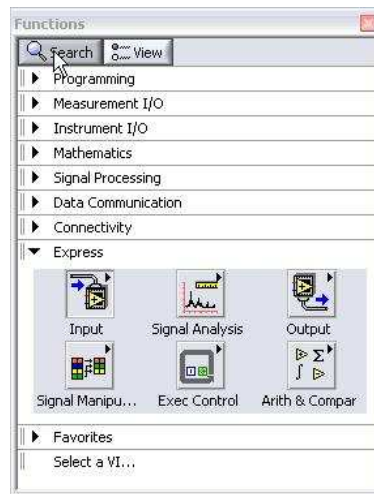 Functions
Search View
Programming
Measurement I/O
Instrument I/O
Mathematics
Signal Processing
Data Communication
Connectivity
Express
Input Signal Analysis Output
Signal Manipu... Exec Control Arith & Compar
Favorites
Select a VI...